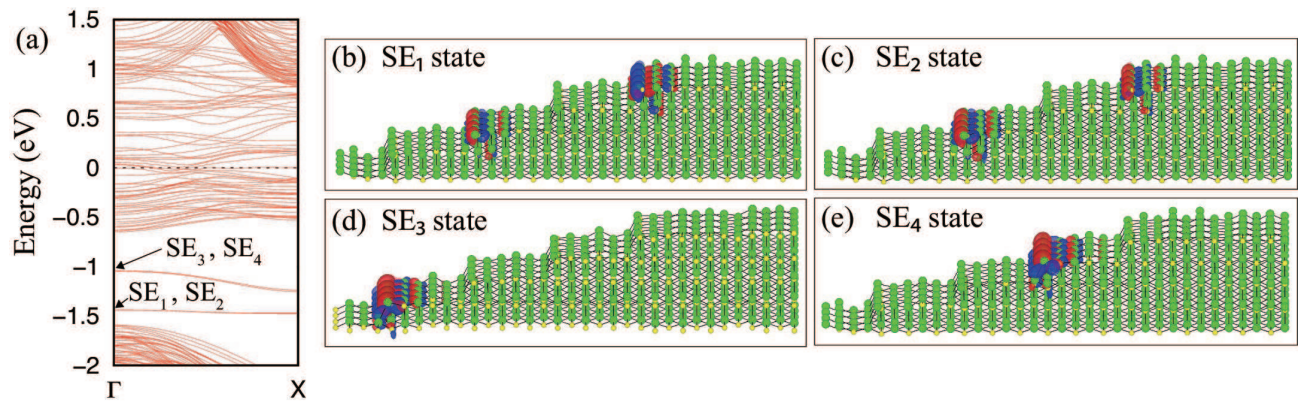 (a)
Energy (eV)
1.5
1
0.5
0
−0.5
−1
−1.5
−2
SE₃ , SE₄
SE₁ , SE₂
Γ
X
(b) SE₁ state
(c) SE₂ state
(d) SE₃ state
(e) SE₄ state